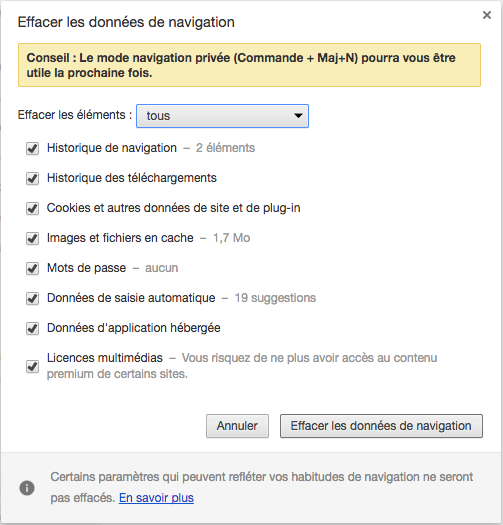 Effacer les données de navigation
Conseil : Le mode navigation privée (Commande + Maj+N) pourra vous être
utile la prochaine fois.
Effacer les éléments : tous
Historique de navigation – 2 éléments
Historique des téléchargements
Cookies et autres données de site et de plug-in
Images et fichiers en cache – 1,7 Mo
Mots de passe – aucun
Données de saisie automatique – 19 suggestions
Données d'application hébergée
Licences multimédias – Vous risquez de ne plus avoir accès au contenu
premium de certains sites.
Annuler Effacer les données de navigation
Certains paramètres qui peuvent refléter vos habitudes de navigation ne seront
pas effacés. En savoir plus